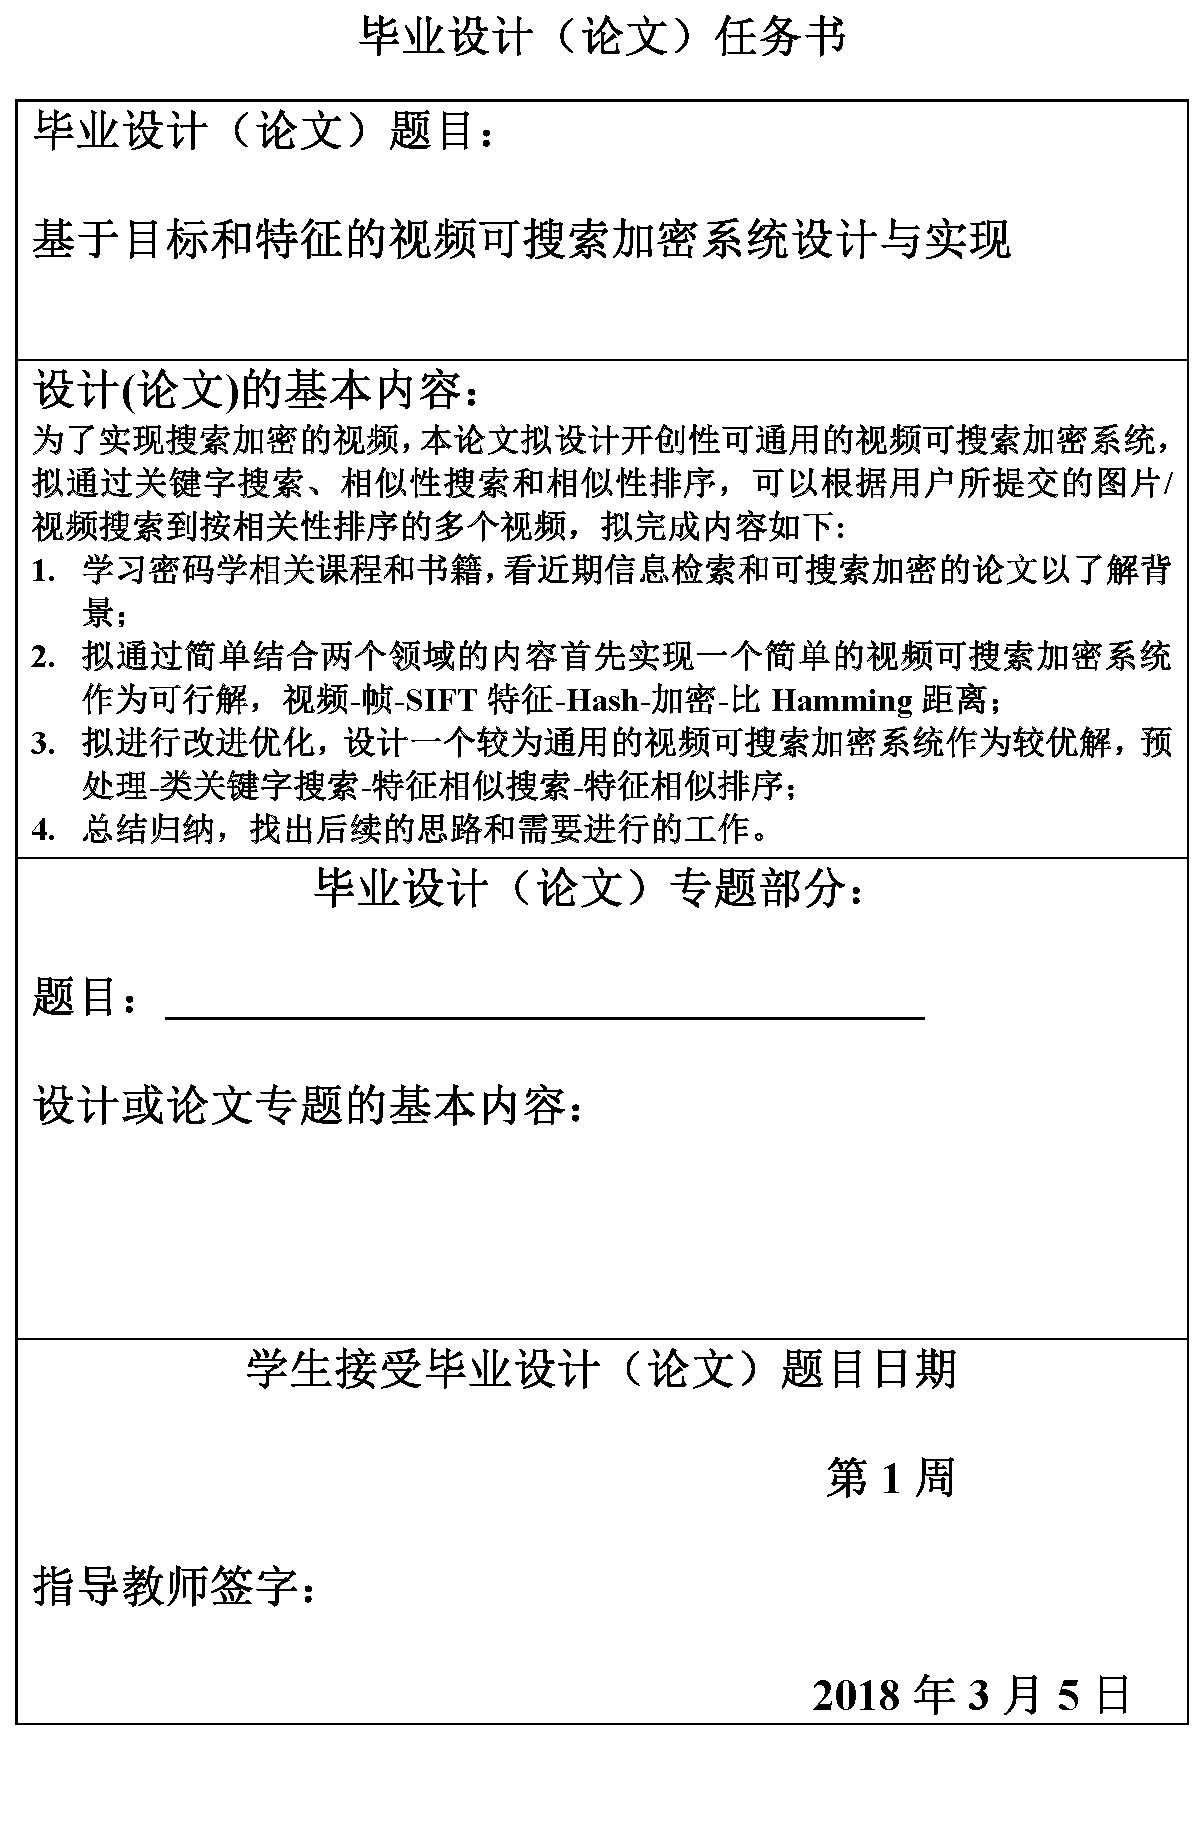 毕业设计（论文）任务书
毕业设计（论文）题目：
基于目标和特征的视频可搜索加密系统设计与实现
设计(论文)的基本内容：
为了实现搜索加密的视频，本论文拟设计开创性可通用的视频可搜索加密系统，
拟通过关键字搜索、相似性搜索和相似性排序，可以根据用户所提交的图片/
视频搜索到按相关性排序的多个视频，拟完成内容如下：
1. 学习密码学相关课程和书籍，看近期信息检索和可搜索加密的论文以了解背
景；
2. 拟通过简单结合两个领域的内容首先实现一个简单的视频可搜索加密系统
作为可行解，视频-帧-SIFT 特征-Hash-加密-比 Hamming 距离；
3. 拟进行改进优化，设计一个较为通用的视频可搜索加密系统作为较优解，预
处理-类关键字搜索-特征相似搜索-特征相似排序；
4. 总结归纳，找出后续的思路和需要进行的工作。
毕业设计（论文）专题部分：
题目：
设计或论文专题的基本内容：
学生接受毕业设计（论文）题目日期
第 1 周
指导教师签字：
2018 年 3 月 5 日